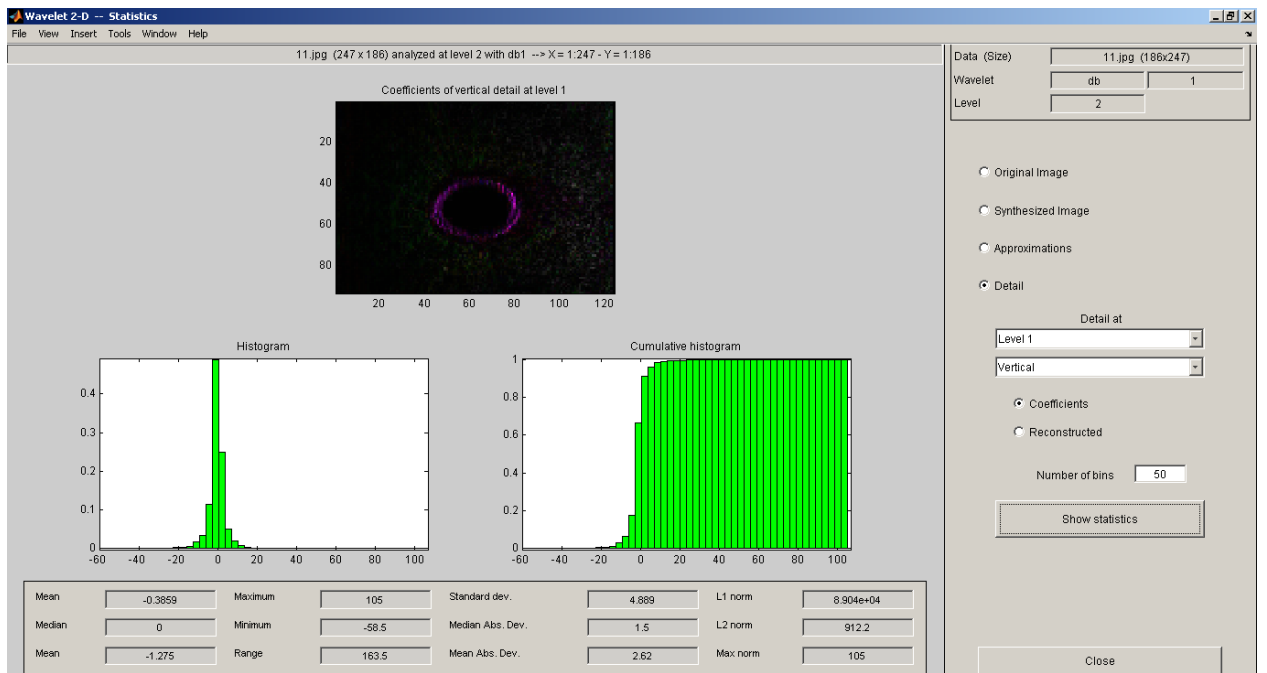 Wavelet 2-D -- Statistics
File View Insert Tools Window Help
11.jpg (247 x 186) analyzed at level 2 with db1 --> X = 1:247 - Y = 1:186
Coefficients of vertical detail at level 1
20
40
60
80
20 40 60 80 100 120
Histogram
0.4
0.3
0.2
0.1
0
-60 -40 -20 0 20 40 60 80 100
Cumulative histogram
1
0.8
0.6
0.4
0.2
0
-60 -40 -20 0 20 40 60 80 100
Mean -0.3859 Maximum 105 Standard dev. 4.889 L1 norm 8.904e+04
Median 0 Minimum -58.5 Median Abs. Dev. 1.5 L2 norm 912.2
Mean -1.275 Range 163.5 Mean Abs. Dev. 2.62 Max norm 105
Data (Size) 11.jpg (186x247)
Wavelet db 1
Level 2
Original Image
Synthesized Image
Approximations
Detail
Detail at
Level 1
Vertical
Coefficients
Reconstructed
Number of bins 50
Show statistics
Close